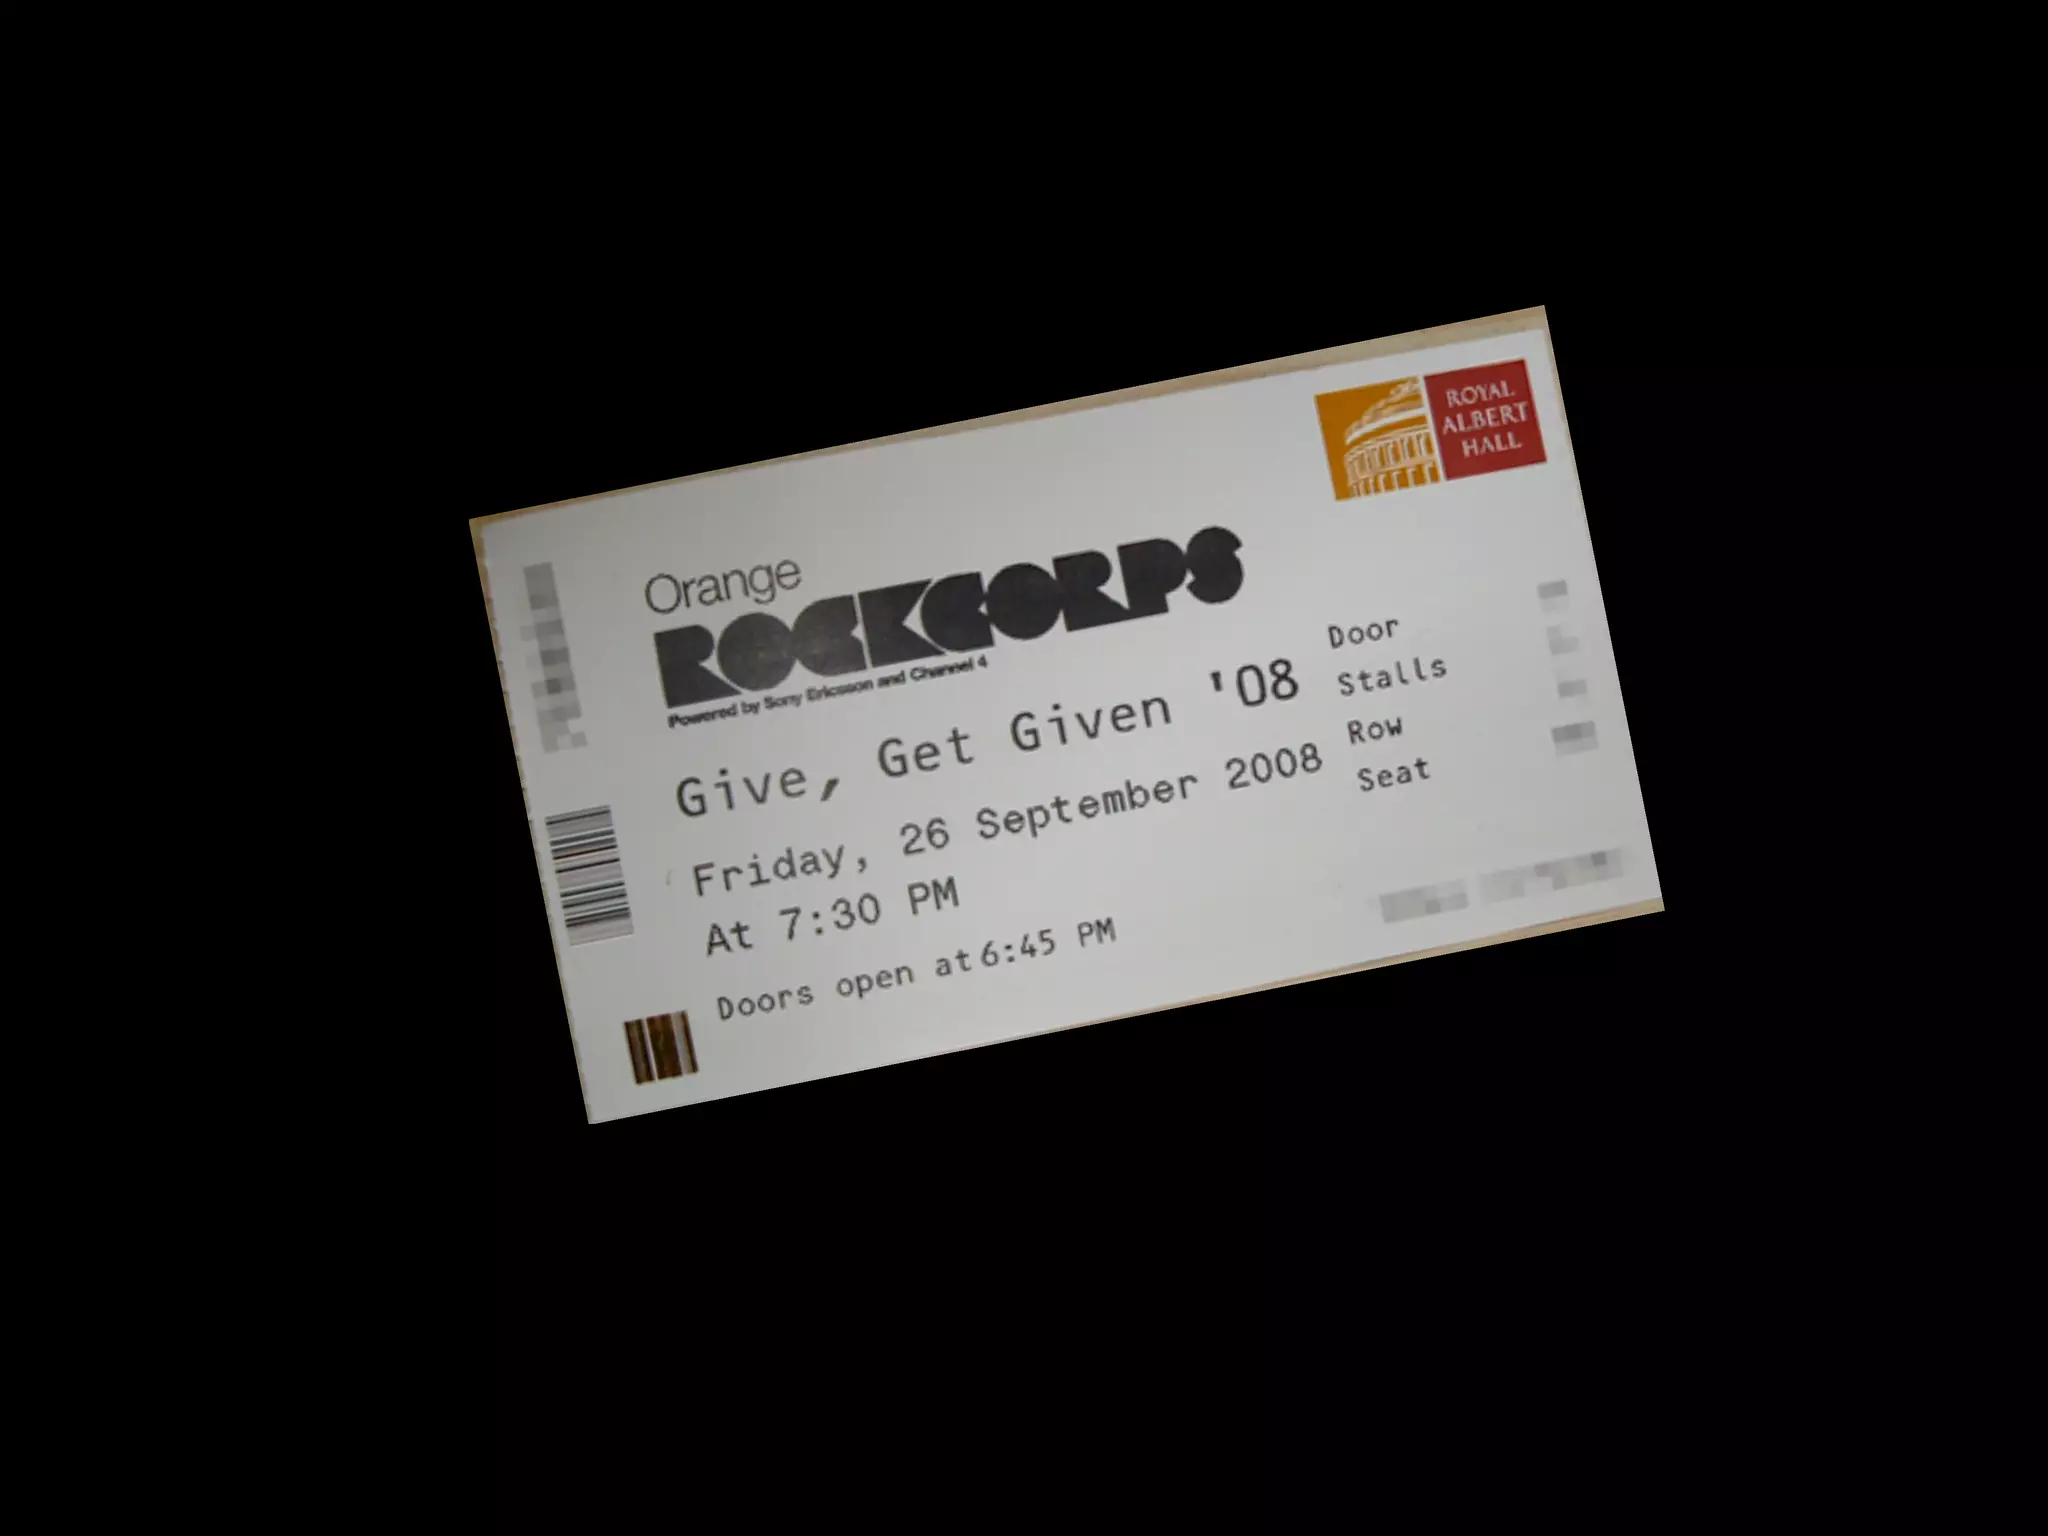 ROYAL
ALBERT
HALL
Orange
ROCKCORPS
Powered by Sony Ericsson and Channel 4
Give, Get Given '08
Friday, 26 September 2008
At 7:30 PM
Doors open at 6:45 PM
Door
Stalls
Row
Seat